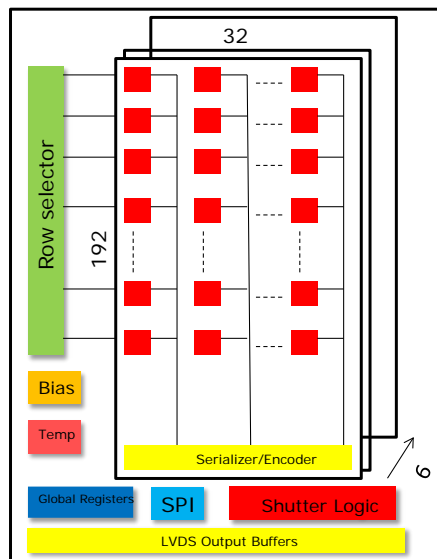 32
Row selector
192
Bias
Temp
Serializer/Encoder
6
Global Registers
SPI
Shutter Logic
LVDS Output Buffers